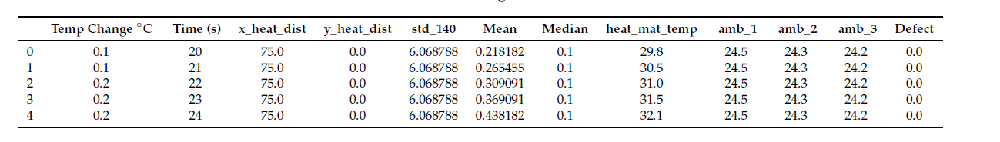 Temp Change °C Time (s) x_heat_dist y_heat_dist std_140 Mean Median heat_mat_temp amb_1 amb_2 amb_3 Defect
0 0.1 20 75.0 0.0 6.068788 0.218182 0.1 29.8 24.5 24.3 24.2 0.0
1 0.1 21 75.0 0.0 6.068788 0.265455 0.1 30.5 24.5 24.3 24.2 0.0
2 0.2 22 75.0 0.0 6.068788 0.309091 0.1 31.0 24.5 24.3 24.2 0.0
3 0.2 23 75.0 0.0 6.068788 0.369091 0.1 31.5 24.5 24.3 24.2 0.0
4 0.2 24 75.0 0.0 6.068788 0.438182 0.1 32.1 24.5 24.3 24.2 0.0